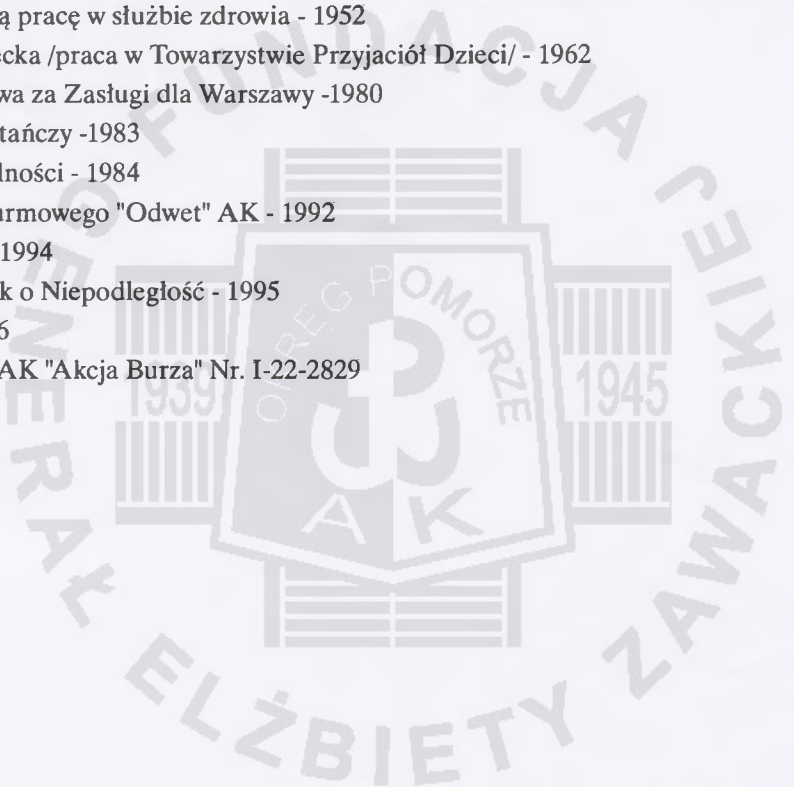 ą pracę w służbie zdrowia - 1952
ecka /praca w Towarzystwie Przyjaciół Dzieci/ - 1962
wa za Zasługi dla Warszawy -1980
tańczy -1983
lności - 1984
urmowego "Odwet" AK - 1992
1994
k o Niepodległość - 1995
6
AK "Akcja Burza" Nr. I-22-2829
FUNDACJA
GENERAŁ ELŻBIETY ZAWACKIEJ
OKRĘG POMORZE
1939
1945
AK